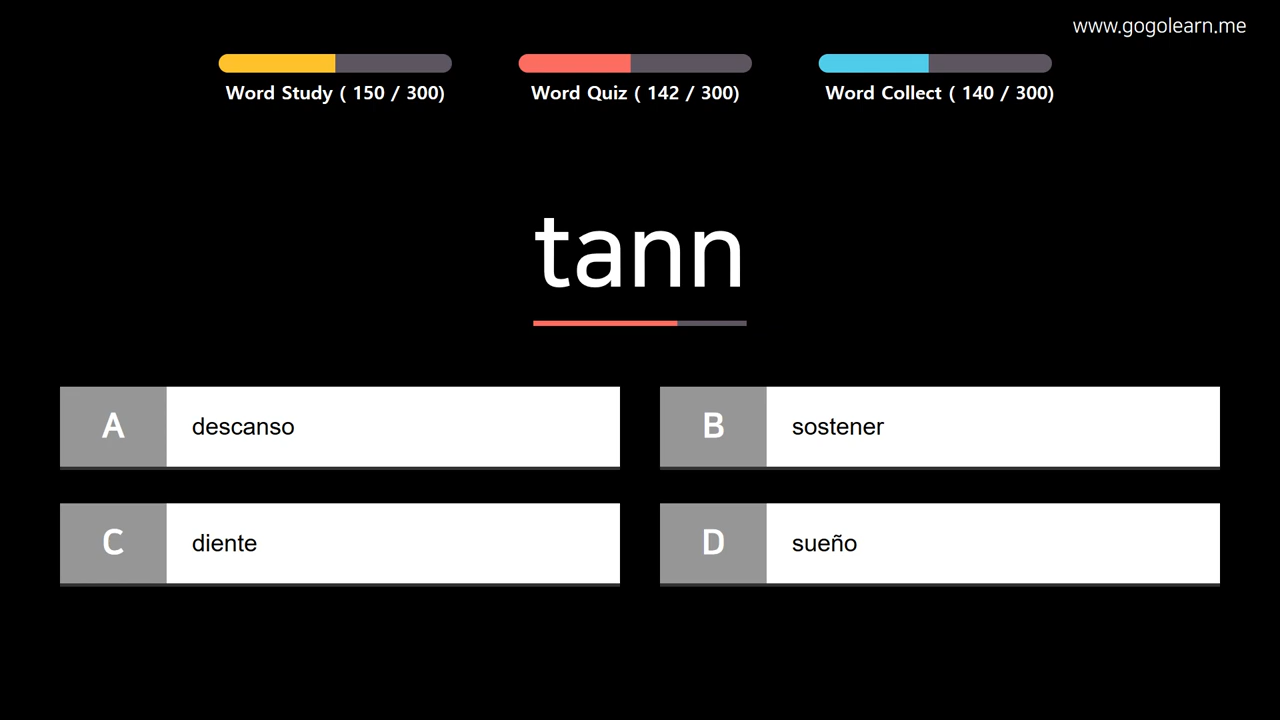 www.gogolearn.me
Word Study ( 150 / 300)
Word Quiz ( 142 / 300)
Word Collect ( 140 / 300)
tann
A descanso
B sostener
C diente
D sueño